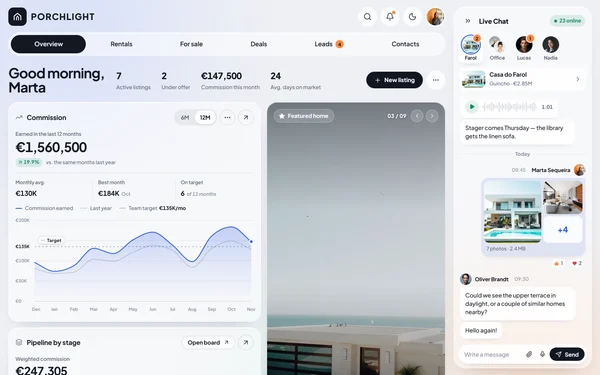 PORCHLIGHT
Overview
Rentals
For sale
Deals
Leads 4
Contacts
Good morning,
Marta
7
Active listings
2
Under offer
€147,500
Commission this month
24
Avg. days on market
+ New listing
Commission
6M 12M
Earned in the last 12 months
€1,560,500
19.9% vs. the same months last year
Monthly avg.
€130K
Best month
€184K Oct
On target
6 of 12 months
Commission earned
Last year
Team target €135K/mo
€200K
Target
€135K
€100K
€50K
€0
Dec Jan Feb Mar Apr May Jun Jul Aug Sep Oct Nov
Pipeline by stage
Open board
Weighted commission
€247,305
Featured home
03 / 09
Live Chat
23 online
Farol
Office
Lucas
Nadia
Casa do Farol
Guincho · €2.85M
1:01
Stager comes Thursday — the library
gets the linen sofa.
Today
09:45 Marta Sequeira
+4
7 photos · 2.4 MB
1
2
Oliver Brandt 09:30
Could we see the upper terrace in
daylight, or a couple of similar homes
nearby?
Hello again!
Write a message
Send